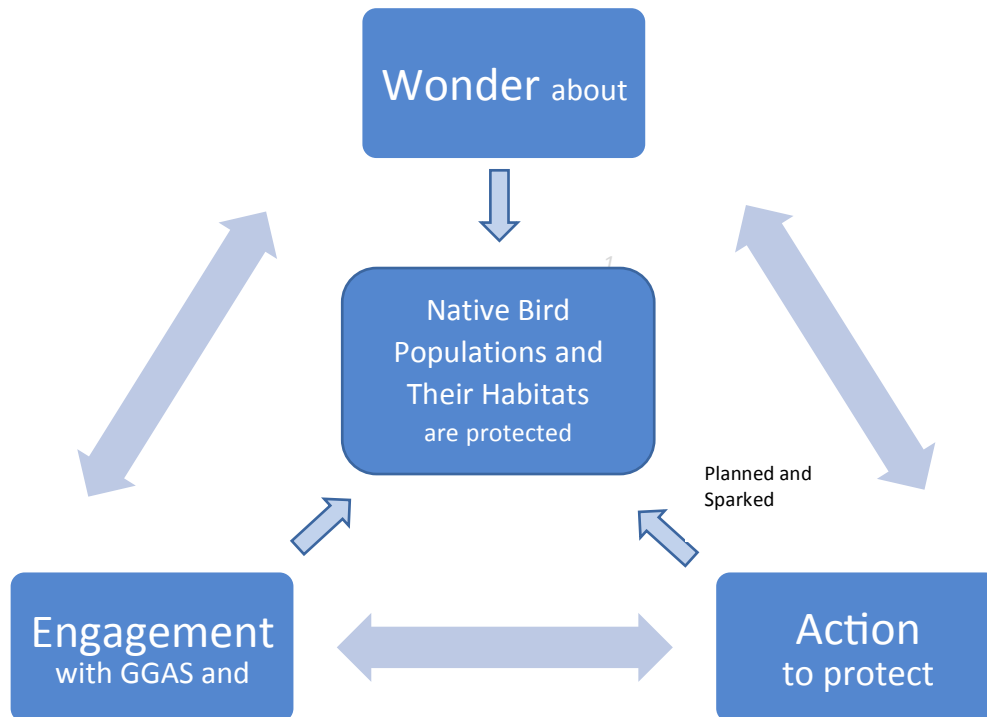 Wonder about
1
Native Bird
Populations and
Their Habitats
are protected
Planned and
Sparked
Engagement
with GGAS and
Action
to protect